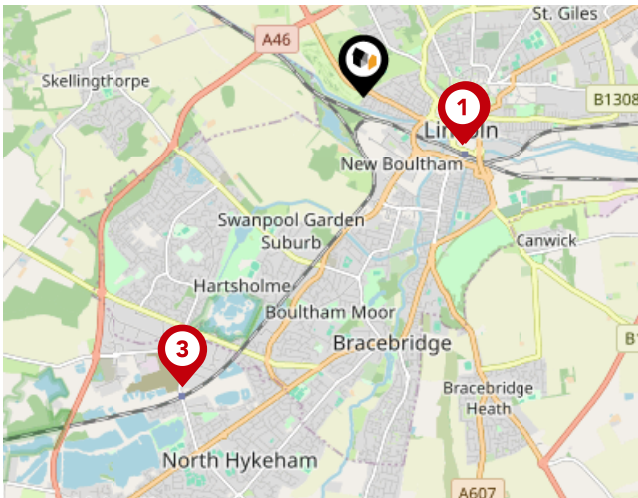 St. Giles
A46
Skellingthorpe
B1308
1
Lincoln
New Boultham
Swanpool Garden
Suburb
Canwick
Hartsholme
Boultham Moor
B1
3
Bracebridge
Bracebridge
Heath
North Hykeham
A607